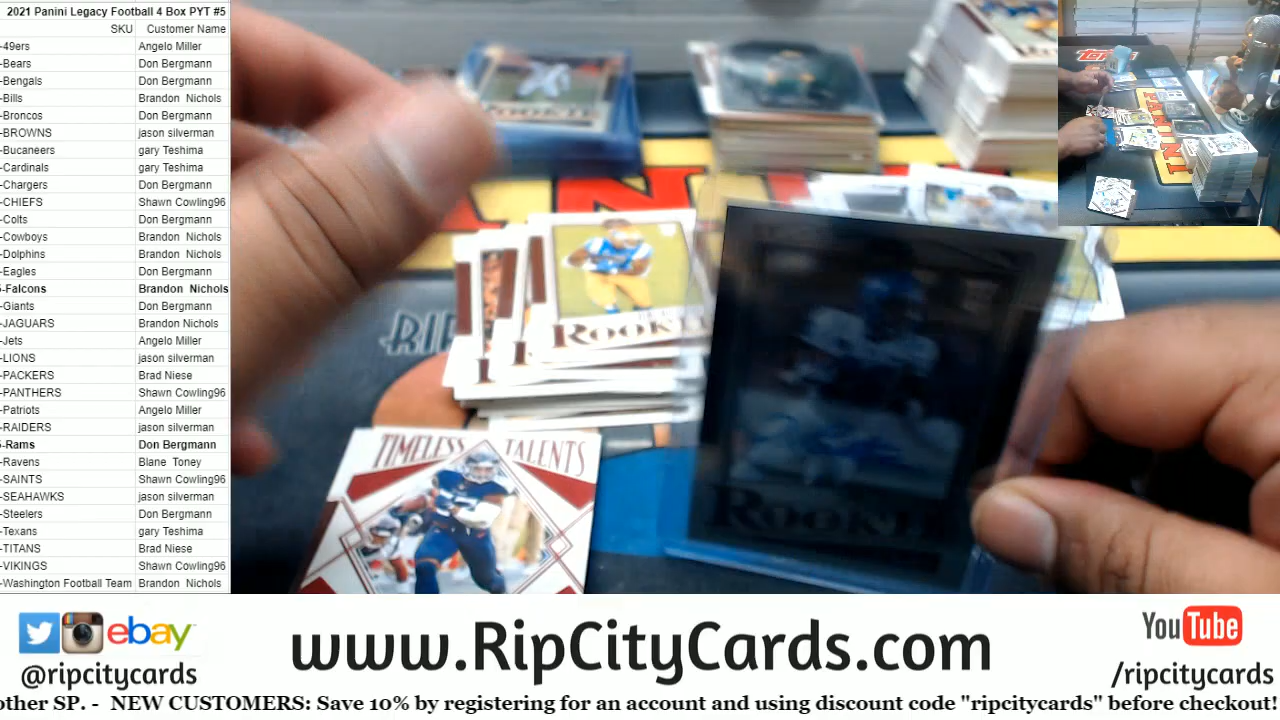 2021 Panini Legacy Football 4 Box PYT #5
SKU Customer Name
-49ers Angelo Miller
-Bears Don Bergmann
-Bengals Don Bergmann
-Bills Brandon Nichols
-Broncos Don Bergmann
-BROWNS jason silverman
-Bucaneers gary Teshima
-Cardinals gary Teshima
-Chargers Don Bergmann
-CHIEFS Shawn Cowling96
-Colts Don Bergmann
-Cowboys Brandon Nichols
-Dolphins Brandon Nichols
-Eagles Don Bergmann
-Falcons Brandon Nichols
-Giants Don Bergmann
-JAGUARS Brandon Nichols
-Jets Angelo Miller
-LIONS jason silverman
-PACKERS Brad Niese
-PANTHERS Shawn Cowling96
-Patriots Angelo Miller
-RAIDERS jason silverman
-Rams Don Bergmann
-Ravens Blane Toney
-SAINTS Shawn Cowling96
-SEAHAWKS jason silverman
-Steelers Don Bergmann
-Texans gary Teshima
-TITANS Brad Niese
-VIKINGS Shawn Cowling96
-Washington Football Team Brandon Nichols
ROOKIE
PANINI
RIP
ROOKIE
ROOKIE
TIMELESS TALENTS
ebay
@ripcitycards
www.RipCityCards.com
YouTube
/ripcitycards
other SP. - NEW CUSTOMERS: Save 10% by registering for an account and using discount code "ripcitycards" before checkout!